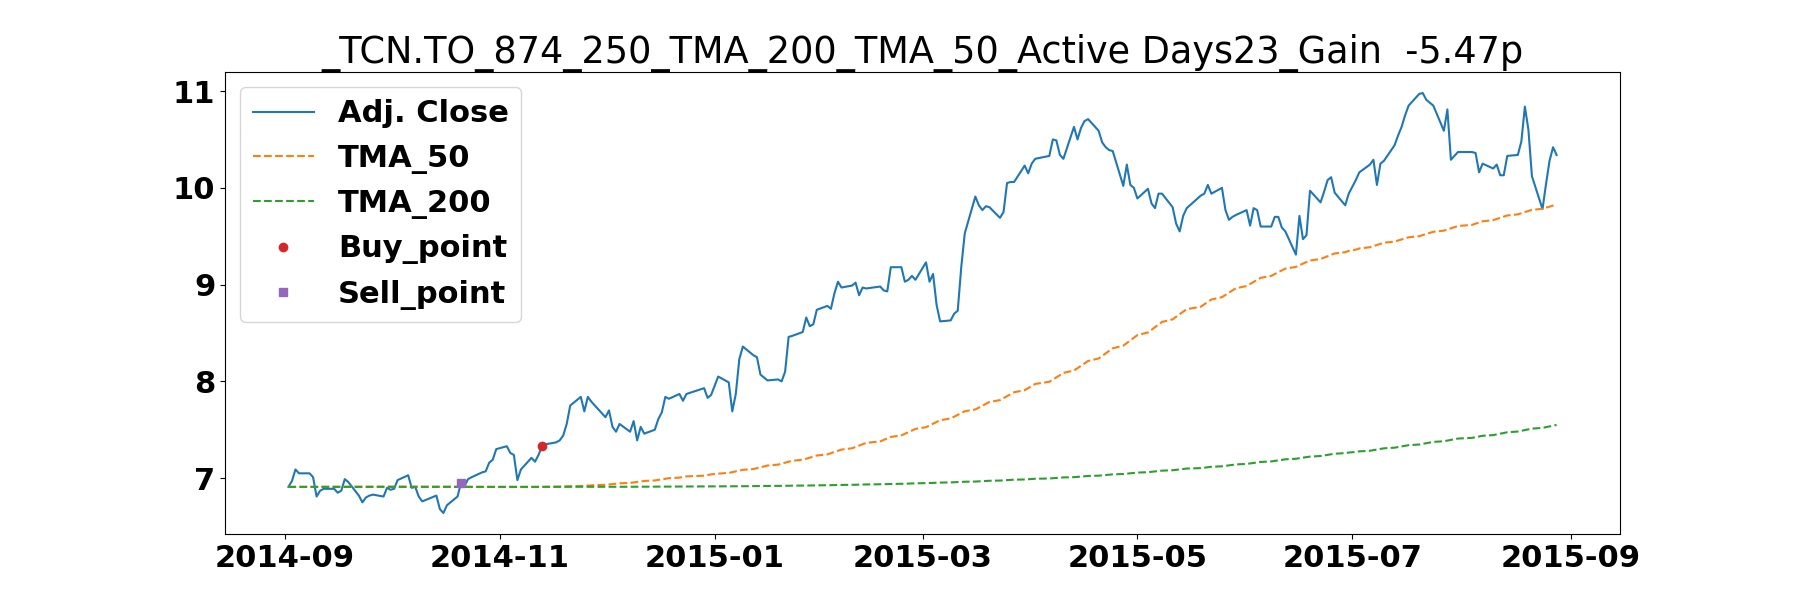 _TCN.TO_874_250_TMA_200_TMA_50_Active Days23_Gain  -5.47p
11
10
9
8
7
Adj. Close
TMA_50
TMA_200
Buy_point
Sell_point
2014-09 2014-11 2015-01 2015-03 2015-05 2015-07 2015-09